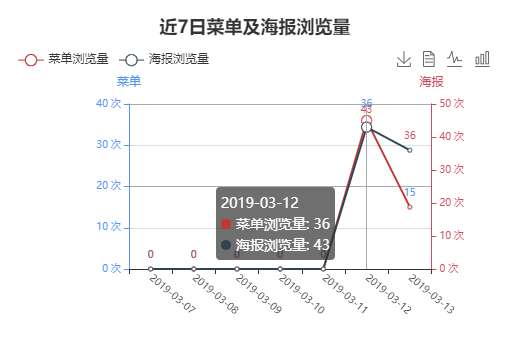 近7日菜单及海报浏览量
菜单浏览量 海报浏览量
菜单 海报
40 次 50 次
36
43
40 次
36
30 次
30 次
20 次 15
20 次
2019-03-12
菜单浏览量: 36
海报浏览量: 43
10 次
10 次
0 0 0 0 0
0 次 0 次
2019-03-07 2019-03-08 2019-03-09 2019-03-10 2019-03-11 2019-03-12 2019-03-13